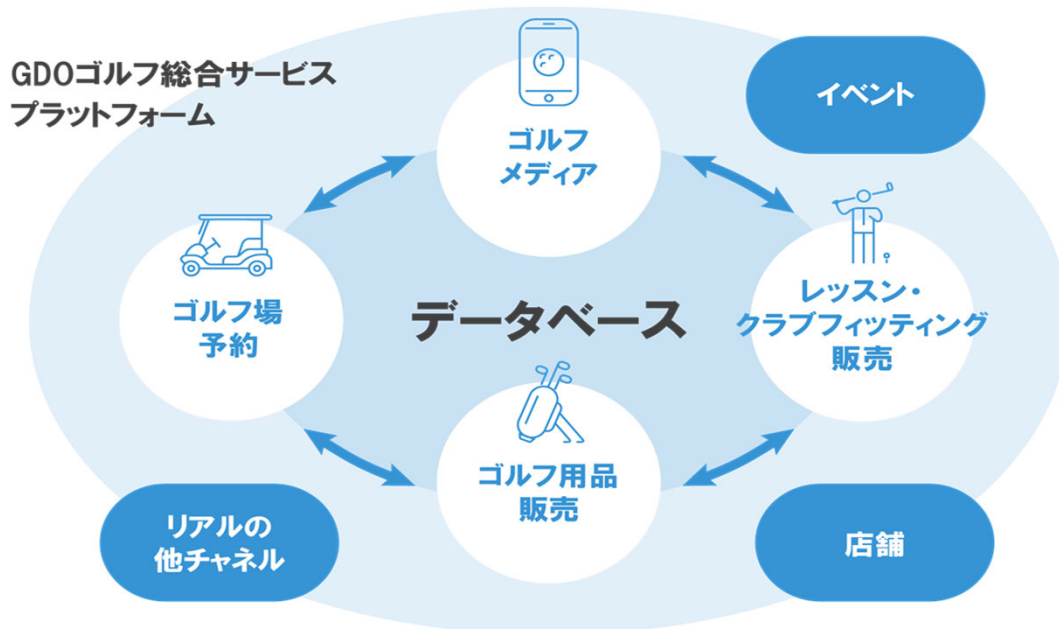 GDOゴルフ総合サービス
プラットフォーム
ゴルフ
メディア
イベント
ゴルフ場
予約
データベース
レッスン・
クラブフィッティング
販売
ゴルフ用品
販売
リアルの
他チャネル
店舗